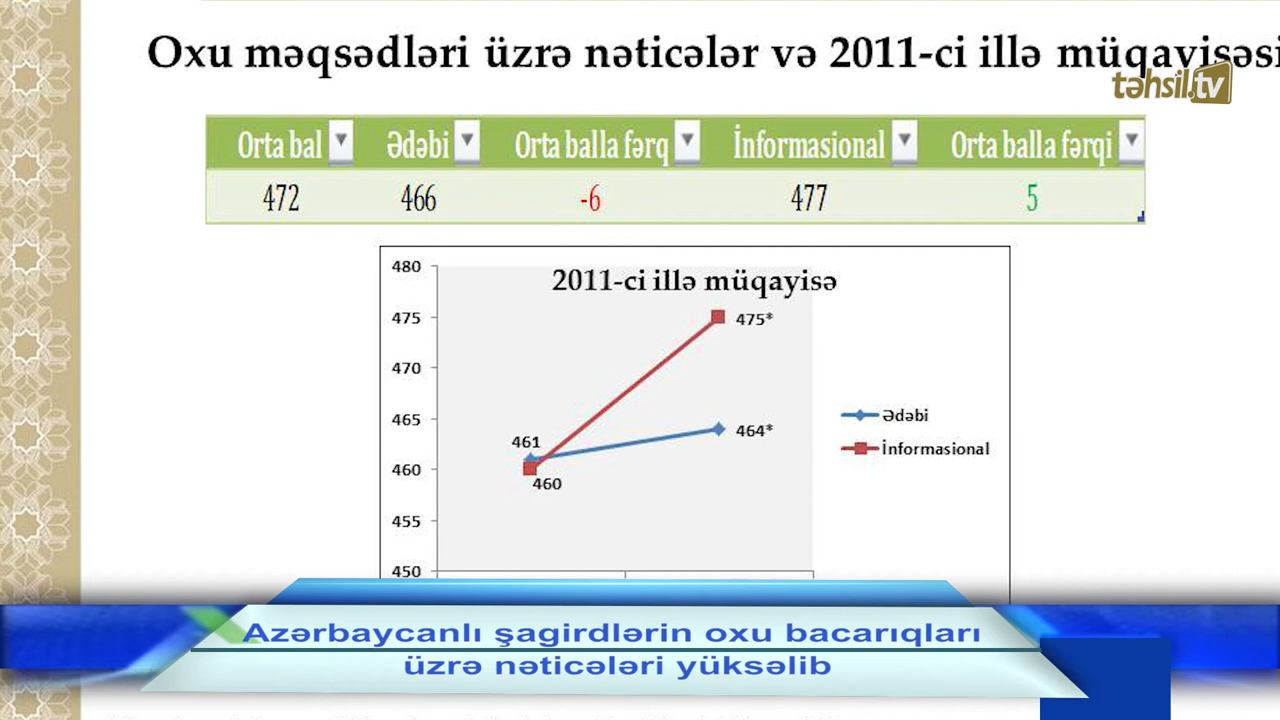 Oxu məqsədləri üzrə nəticələr və 2011-ci illə müqayisəsi
təhsil.tv
Orta bal Ədəbi Orta balla fərq İnformasional Orta balla fərqi
472 466 -6 477 5
2011-ci illə müqayisə
480
475
470
465
460
455
450
475*
464*
461
460
Ədəbi
İnformasional
Azərbaycanlı şagirdlərin oxu bacarıqları
üzrə nəticələri yüksəlib